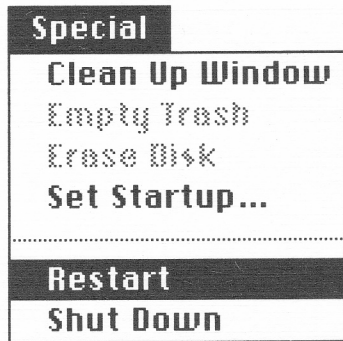 Special
Clean Up Window
Empty Trash
Erase Disk
Set Startup...
Restart
Shut Down